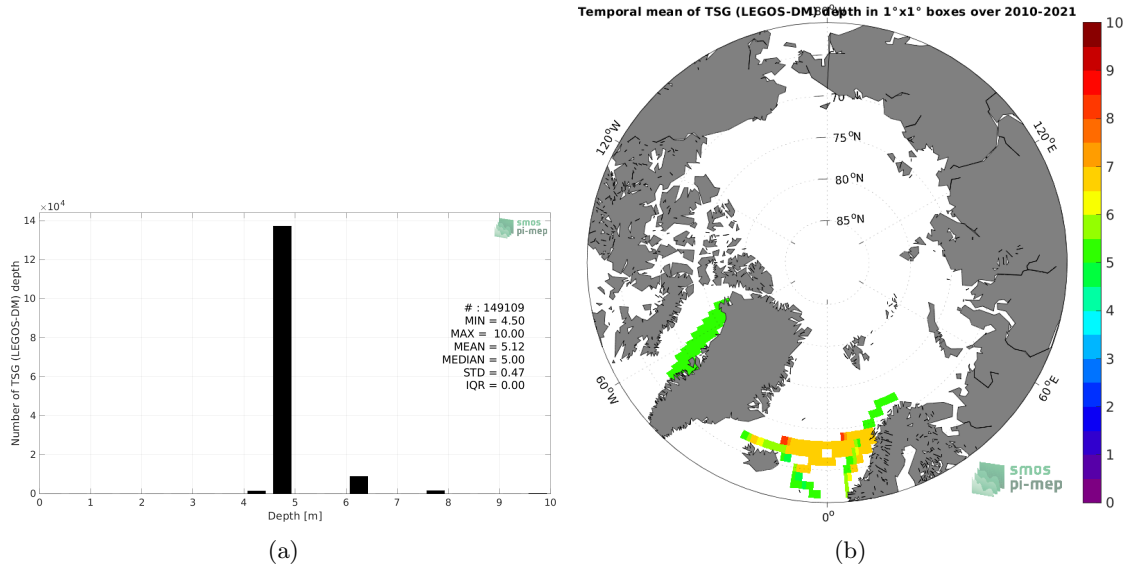 ×10⁴
14
12
10
8
6
4
2
0
Number of TSG (LEGOS-DM) depth
smos
pi-mep
# : 149109
MIN = 4.50
MAX = 10.00
MEAN = 5.12
MEDIAN = 5.00
STD = 0.47
IQR = 0.00
0 1 2 3 4 5 6 7 8 9 10
Depth [m]
(a)
Temporal mean of TSG (LEGOS-DM) depth in 1°x1° boxes over 2010-2021
120°W
120°E
75°N
80°N
85°N
60°W
60°E
0°
smos
pi-mep
10
9
8
7
6
5
4
3
2
1
0
(b)